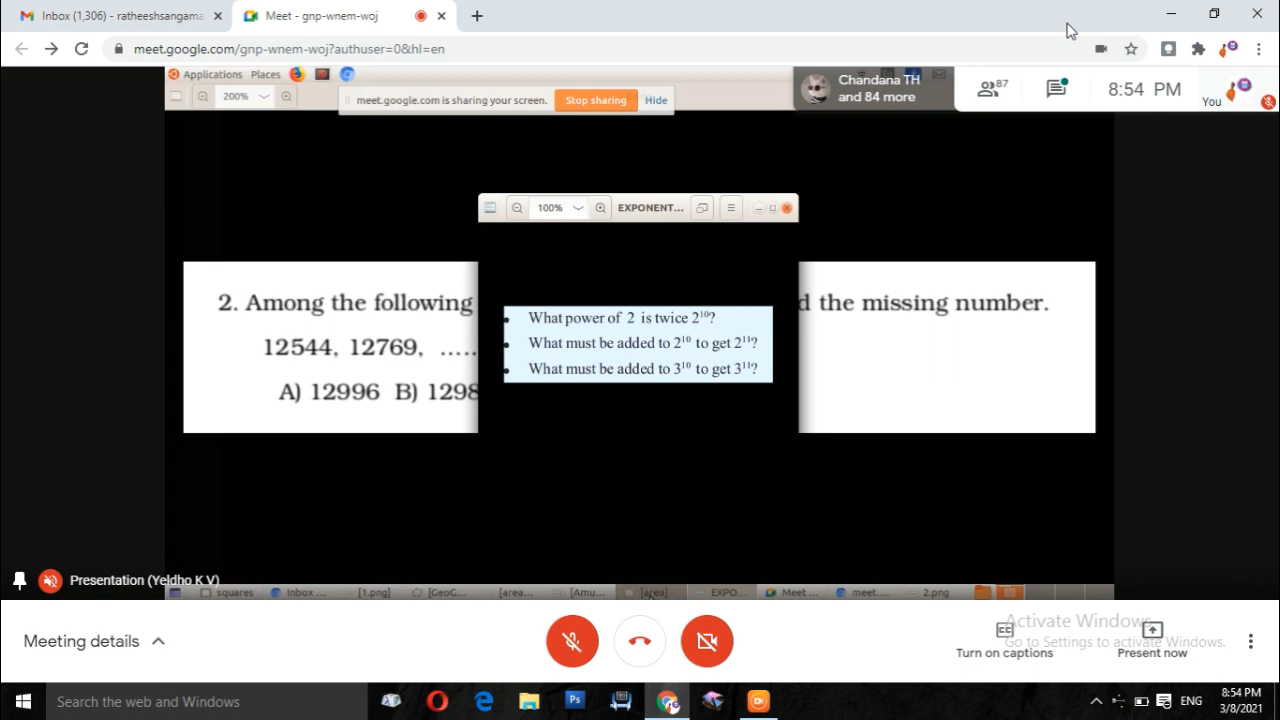 Inbox (1,306) - ratheeshsangama
Meet - gnp-wnem-woj
meet.google.com/gnp-wnem-woj?authuser=0&hl=en
Applications Places
200%
meet.google.com is sharing your screen. Stop sharing Hide
Chandana TH
and 84 more
87
8:54 PM
You
100% EXPONENT...
2. Among the following
d the missing number.
12544, 12769, .....
A) 12996 B) 1298
• What power of 2 is twice 2¹⁰?
• What must be added to 2¹⁰ to get 2¹¹?
• What must be added to 3¹⁰ to get 3¹¹?
Presentation (Yeldho K V)
squares Inbox ... [1.png] [GeoG... [area... [Amu... [area] EXPO... Meet ... meet.... 2.png
Meeting details
Activate Windows
Go to Settings to activate Windows.
Turn on captions
Present now
Search the web and Windows
Ps
ENG
8:54 PM
3/8/2021